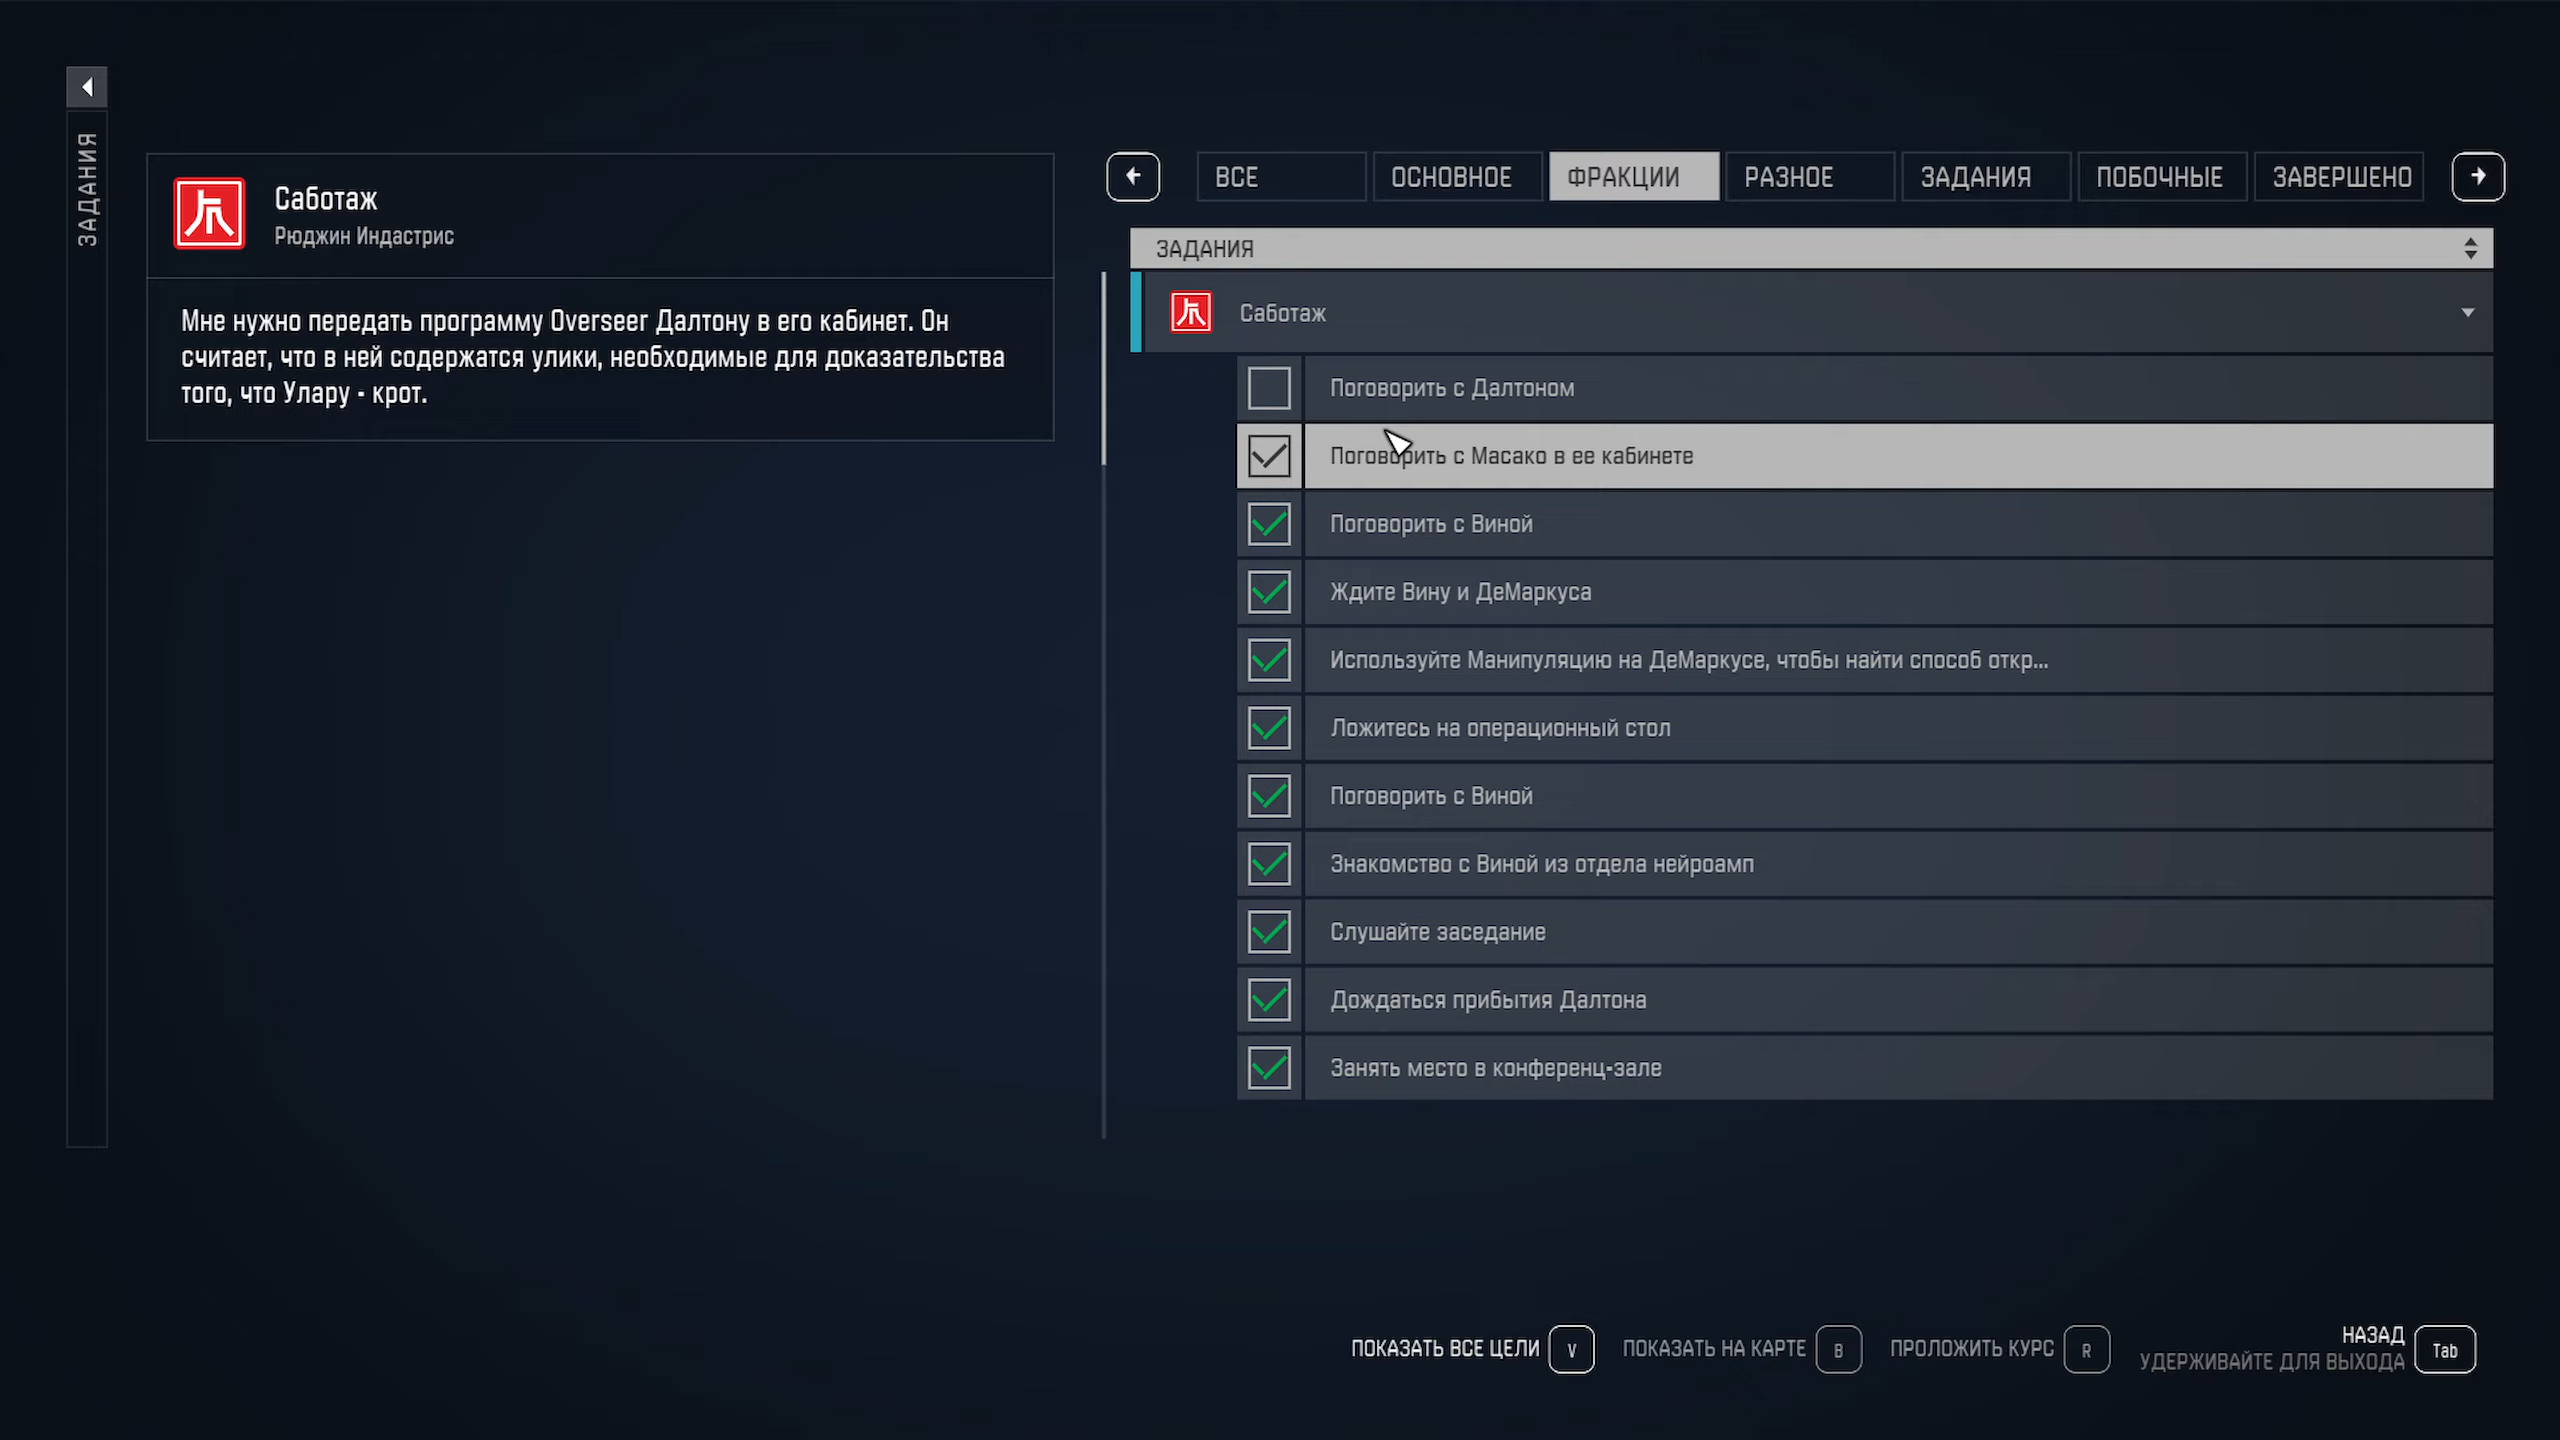 ЗАДАНИЯ
Саботаж
Рюджин Индастрис
Мне нужно передать программу Overseer Далтону в его кабинет. Он
считает, что в ней содержатся улики, необходимые для доказательства
того, что Улару - крот.
ВСЕ
ОСНОВНОЕ
ФРАКЦИИ
РАЗНОЕ
ЗАДАНИЯ
ПОБОЧНЫЕ
ЗАВЕРШЕНО
ЗАДАНИЯ
Саботаж
Поговорить с Далтоном
Поговорить с Масако в ее кабинете
Поговорить с Виной
Ждите Вину и ДеМаркуса
Используйте Манипуляцию на ДеМаркусе, чтобы найти способ откр...
Ложитесь на операционный стол
Поговорить с Виной
Знакомство с Виной из отдела нейроамп
Слушайте заседание
Дождаться прибытия Далтона
Занять место в конференц-зале
ПОКАЗАТЬ ВСЕ ЦЕЛИ V
ПОКАЗАТЬ НА КАРТЕ B
ПРОЛОЖИТЬ КУРС R
НАЗАД
УДЕРЖИВАЙТЕ ДЛЯ ВЫХОДА
Tab